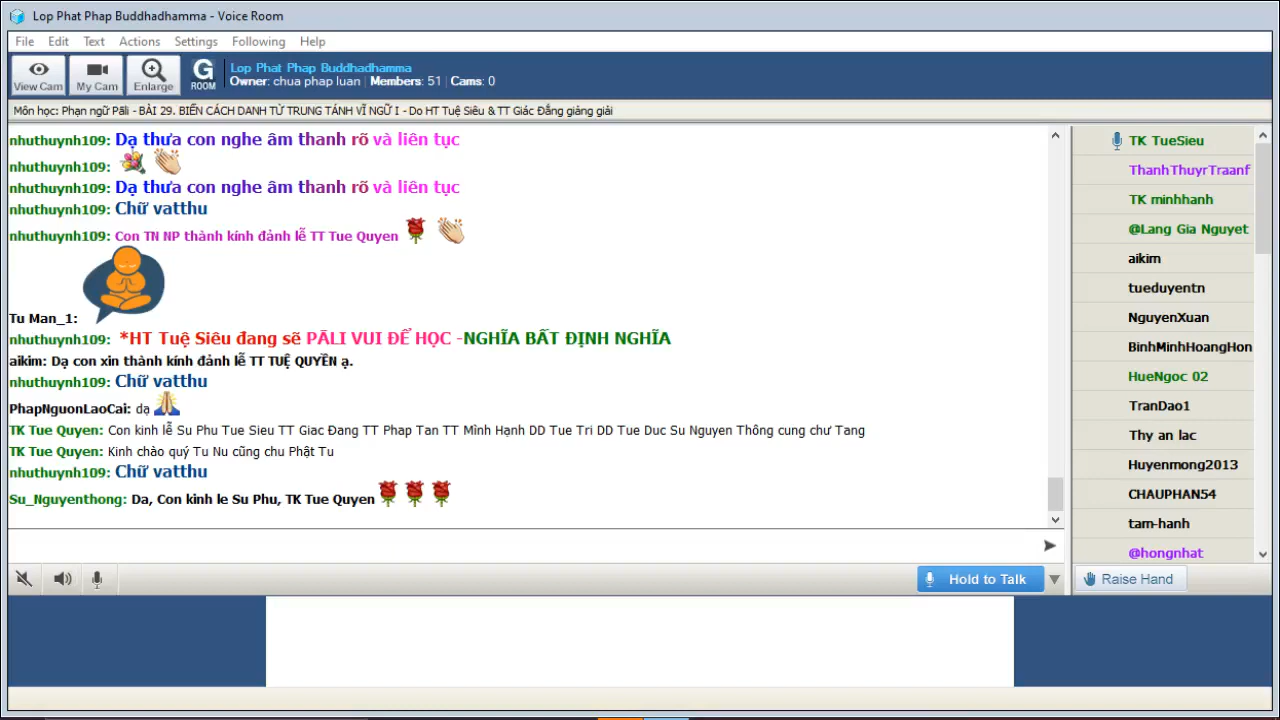 Lop Phat Phap Buddhadhamma - Voice Room
File Edit Text Actions Settings Following Help
View Cam My Cam Enlarge G ROOM
Lop Phat Phap Buddhadhamma
Owner: chua phap luan | Members: 51 | Cams: 0
Môn học: Phạn ngữ Pāli - BÀI 29. BIẾN CÁCH DANH TỪ TRUNG TÁNH VĨ NGỮ I - Do HT Tuệ Siêu & TT Giác Đẳng giảng giải
nhuthuynh109: Dạ thưa con nghe âm thanh rõ và liên tục
nhuthuynh109:
nhuthuynh109: Dạ thưa con nghe âm thanh rõ và liên tục
nhuthuynh109: Chữ vatthu
nhuthuynh109: Con TN NP thành kính đảnh lễ TT Tue Quyen
Tu Man_1:
nhuthuynh109: *HT Tuệ Siêu đang sẽ PĀLI VUI ĐỂ HỌC -NGHĨA BẤT ĐỊNH NGHĨA
aikim: Dạ con xin thành kính đảnh lễ TT TUỆ QUYỀN ạ.
nhuthuynh109: Chữ vatthu
PhapNguonLaoCai: dạ
TK Tue Quyen: Con kinh lễ Su Phu Tue Sieu TT Giac Đang TT Phap Tan TT Mình Hạnh DD Tue Tri DD Tue Duc Su Nguyen Thông cung chư Tang
TK Tue Quyen: Kinh chào quý Tu Nu cũng chu Phật Tu
nhuthuynh109: Chữ vatthu
Su_Nguyenthong: Da, Con kinh le Su Phu, TK Tue Quyen
TK TueSieu
ThanhThuyrTraanf
TK minhhanh
@Lang Gia Nguyet
aikim
tueduyentn
NguyenXuan
BinhMinhHoangHon
HueNgoc 02
TranDao1
Thy an lac
Huyenmong2013
CHAUPHAN54
tam-hanh
@hongnhat
Hold to Talk
Raise Hand